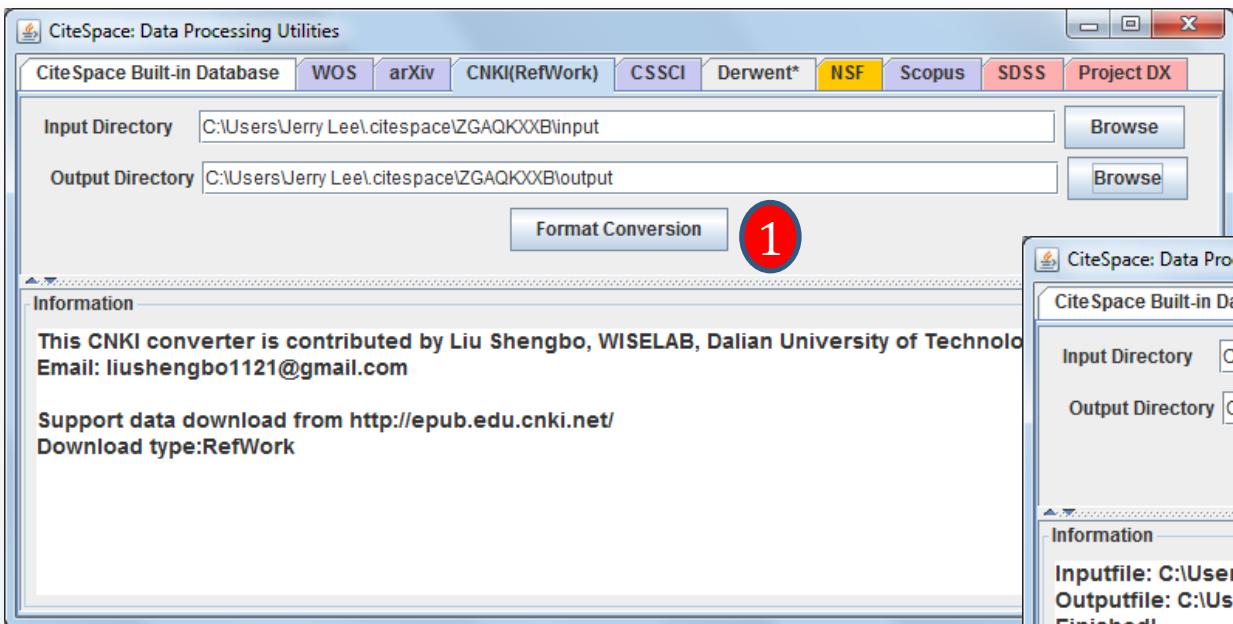 CiteSpace: Data Processing Utilities
CiteSpace Built-in Database WOS arXiv CNKI(RefWork) CSSCI Derwent* NSF Scopus SDSS Project DX
Input Directory C:\Users\Jerry Lee\.citespace\ZGAQKXXB\input Browse
Output Directory C:\Users\Jerry Lee\.citespace\ZGAQKXXB\output Browse
Format Conversion 1
Information
This CNKI converter is contributed by Liu Shengbo, WISELAB, Dalian University of Technolo
Email: liushengbo1121@gmail.com
Support data download from http://epub.edu.cnki.net/
Download type:RefWork
CiteSpace: Data Pro
CiteSpace Built-in Da
Input Directory C
Output Directory C
Information
Inputfile: C:\User
Outputfile: C:\Us
Finished!